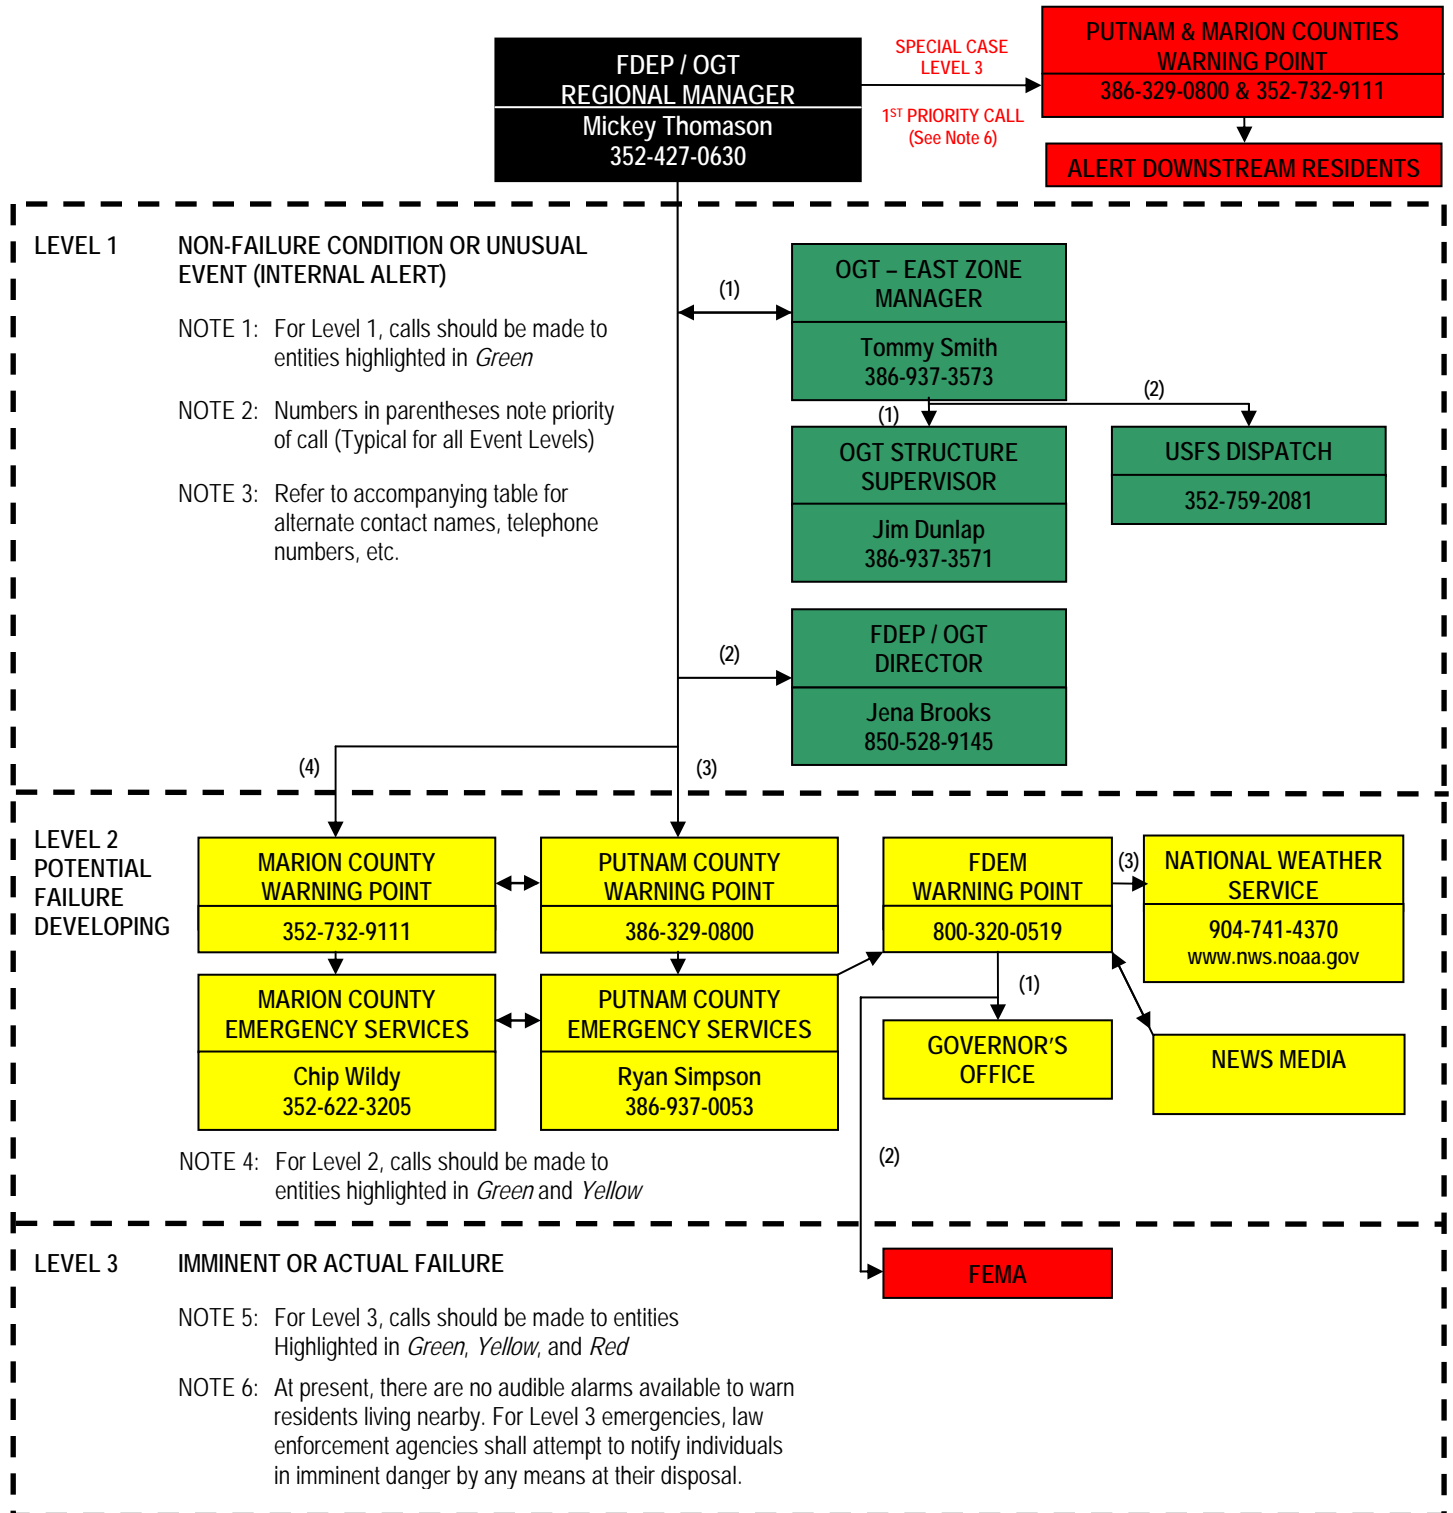 FDEP / OGT
REGIONAL MANAGER
Mickey Thomason
352-427-0630
SPECIAL CASE
LEVEL 3
1ST PRIORITY CALL
(See Note 6)
PUTNAM & MARION COUNTIES
WARNING POINT
386-329-0800 & 352-732-9111
ALERT DOWNSTREAM RESIDENTS
LEVEL 1
NON-FAILURE CONDITION OR UNUSUAL
EVENT (INTERNAL ALERT)
NOTE 1: For Level 1, calls should be made to
entities highlighted in Green
NOTE 2: Numbers in parentheses note priority
of call (Typical for all Event Levels)
NOTE 3: Refer to accompanying table for
alternate contact names, telephone
numbers, etc.
(1)
OGT – EAST ZONE
MANAGER
Tommy Smith
386-937-3573
(1)
(2)
OGT STRUCTURE
SUPERVISOR
Jim Dunlap
386-937-3571
USFS DISPATCH
352-759-2081
(2)
FDEP / OGT
DIRECTOR
Jena Brooks
850-528-9145
(4)
(3)
LEVEL 2
POTENTIAL
FAILURE
DEVELOPING
MARION COUNTY
WARNING POINT
352-732-9111
PUTNAM COUNTY
WARNING POINT
386-329-0800
FDEM
WARNING POINT
800-320-0519
(3)
NATIONAL WEATHER
SERVICE
904-741-4370
www.nws.noaa.gov
MARION COUNTY
EMERGENCY SERVICES
Chip Wildy
352-622-3205
PUTNAM COUNTY
EMERGENCY SERVICES
Ryan Simpson
386-937-0053
(1)
GOVERNOR'S
OFFICE
NEWS MEDIA
(2)
NOTE 4: For Level 2, calls should be made to
entities highlighted in Green and Yellow
LEVEL 3
IMMINENT OR ACTUAL FAILURE
FEMA
NOTE 5: For Level 3, calls should be made to entities
Highlighted in Green, Yellow, and Red
NOTE 6: At present, there are no audible alarms available to warn
residents living nearby. For Level 3 emergencies, law
enforcement agencies shall attempt to notify individuals
in imminent danger by any means at their disposal.